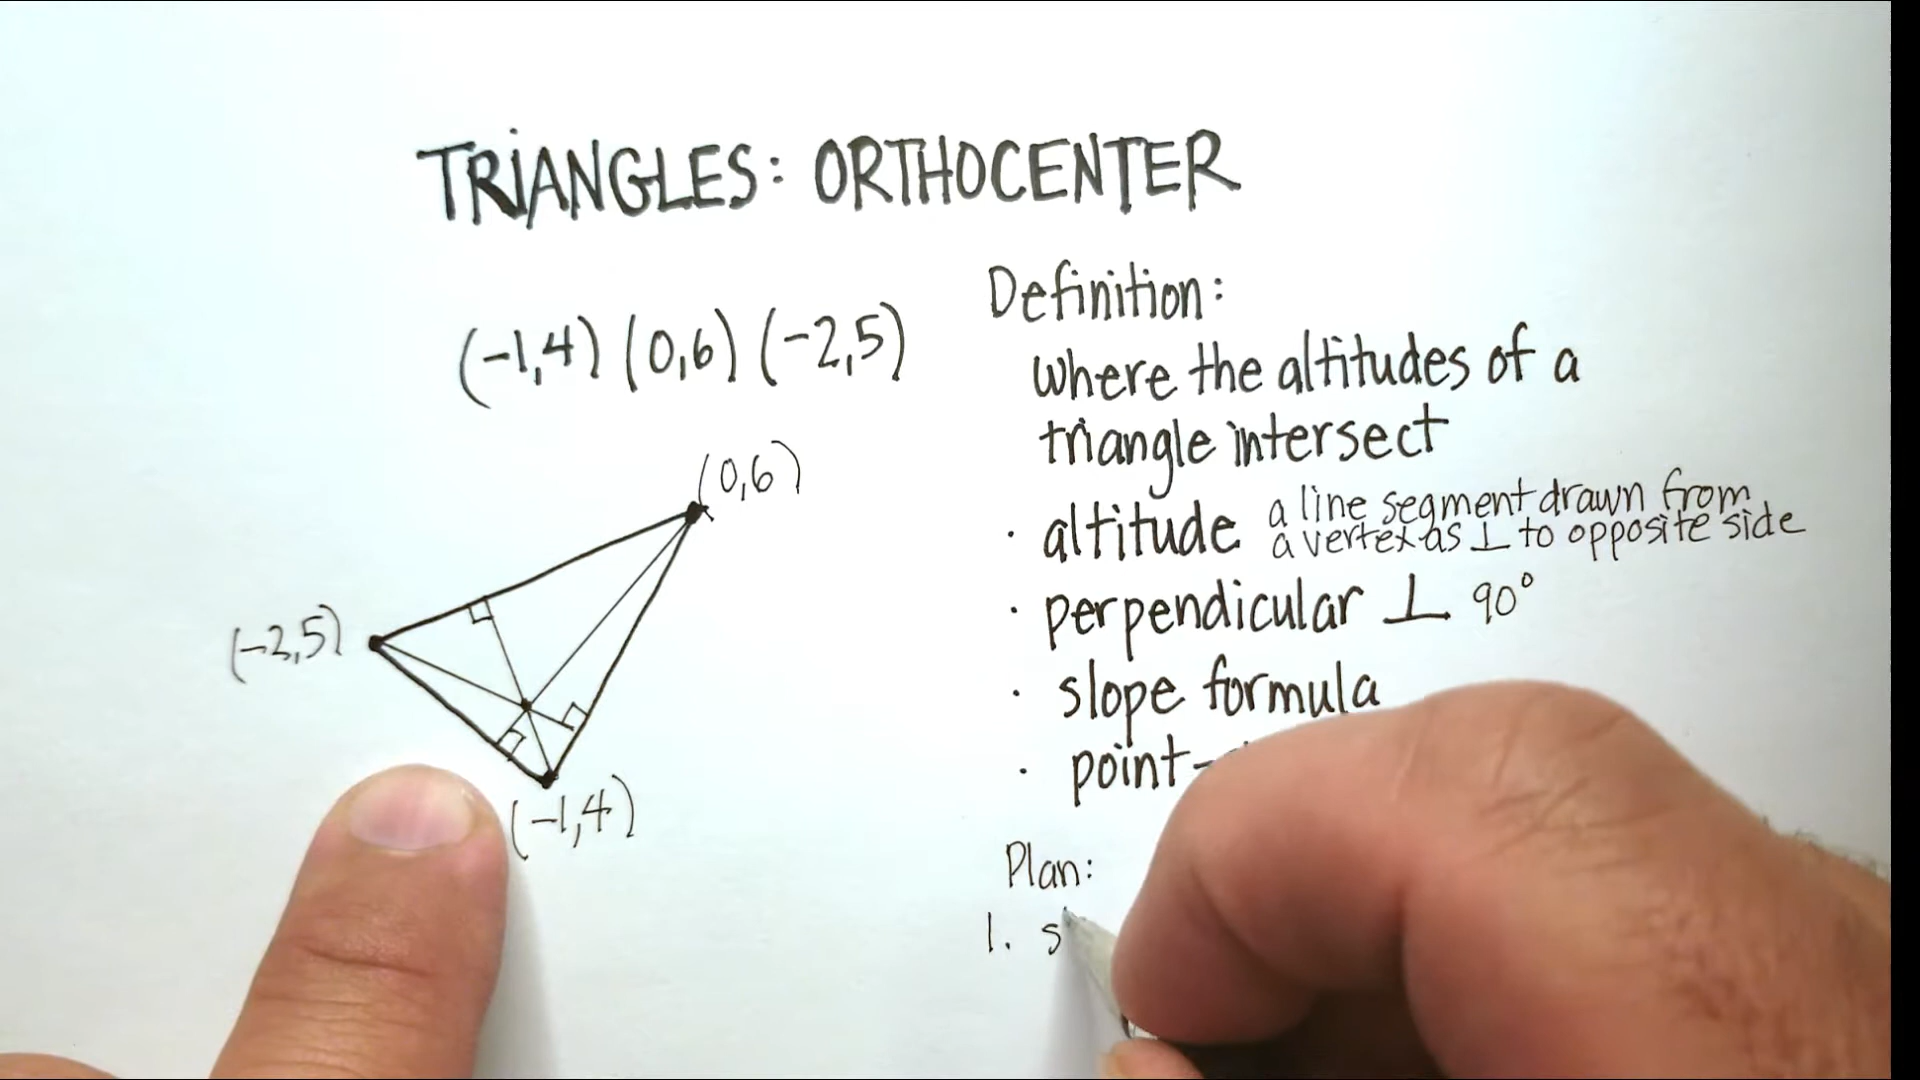 TRIANGLES: ORTHOCENTER
(-1,4) (0,6) (-2,5)
(0,6)
(-2,5)
(-1,4)
Definition:
where the altitudes of a
triangle intersect
· altitude a line segment drawn from
a vertex as ⊥ to opposite side
· perpendicular ⊥ 90°
· slope formula
· point-
Plan:
1. s